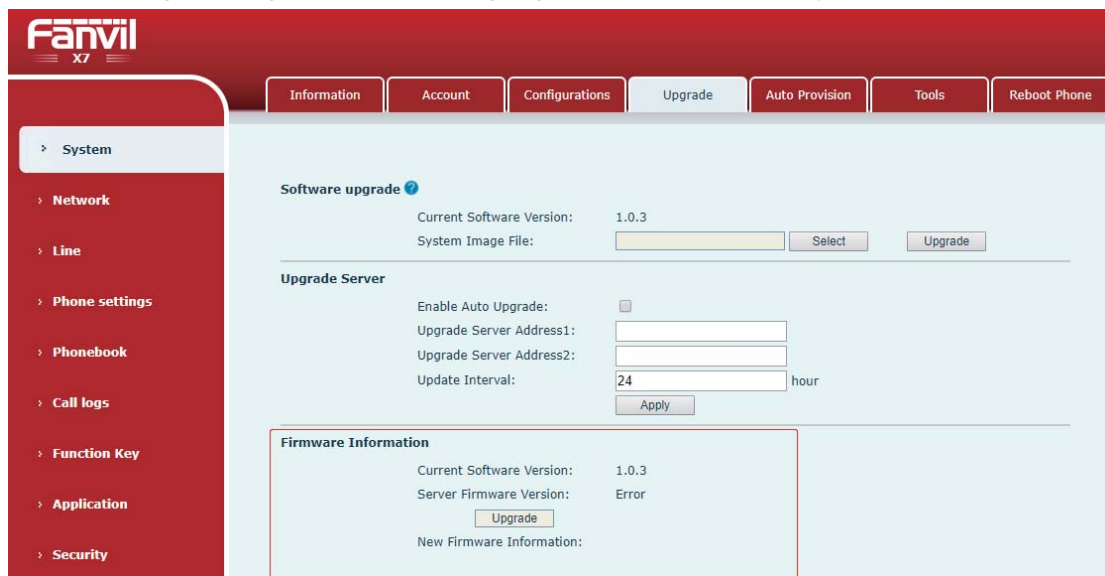 Fanvil
X7
Information Account Configurations Upgrade Auto Provision Tools Reboot Phone
› System
› Network
› Line
› Phone settings
› Phonebook
› Call logs
› Function Key
› Application
› Security
Software upgrade ?
Current Software Version: 1.0.3
System Image File: Select Upgrade
Upgrade Server
Enable Auto Upgrade:
Upgrade Server Address1:
Upgrade Server Address2:
Update Interval: 24 hour
Apply
Firmware Information
Current Software Version: 1.0.3
Server Firmware Version: Error
Upgrade
New Firmware Information: